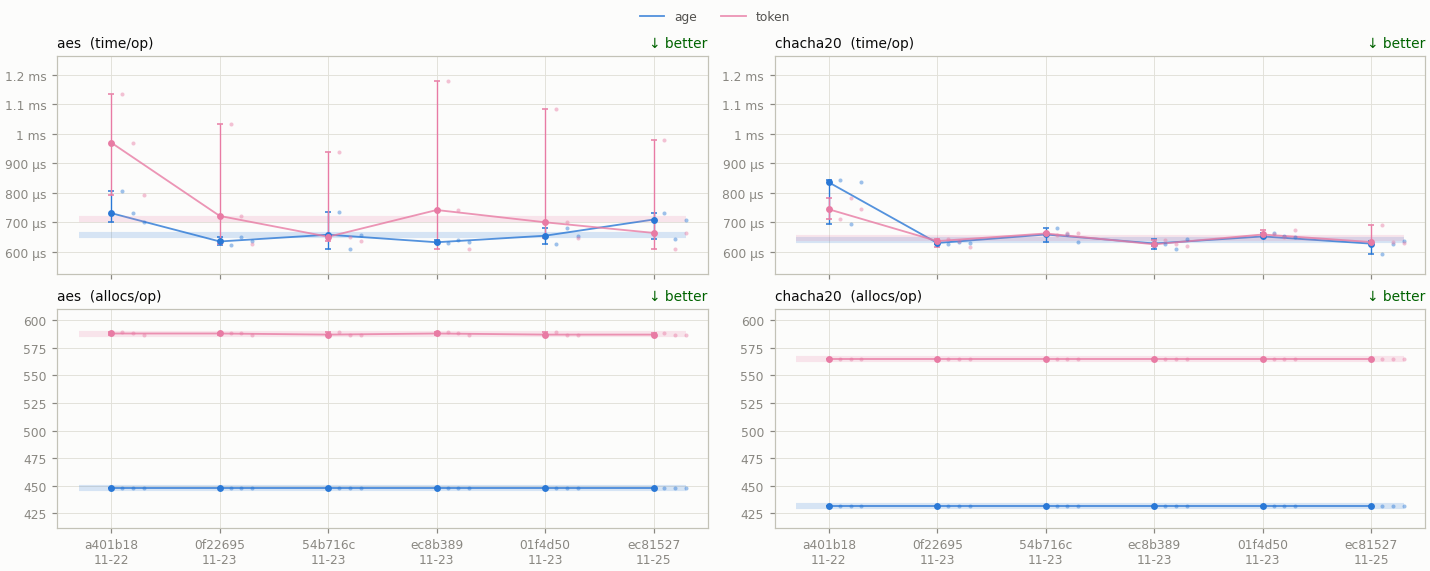 age token
aes (time/op) ↓ better
1.2 ms
1.1 ms
1 ms
900 µs
800 µs
700 µs
600 µs
chacha20 (time/op) ↓ better
1.2 ms
1.1 ms
1 ms
900 µs
800 µs
700 µs
600 µs
aes (allocs/op) ↓ better
600
575
550
525
500
475
450
425
a401b18 0f22695 54b716c ec8b389 01f4d50 ec81527
11-22 11-23 11-23 11-23 11-23 11-25
chacha20 (allocs/op) ↓ better
600
575
550
525
500
475
450
425
a401b18 0f22695 54b716c ec8b389 01f4d50 ec81527
11-22 11-23 11-23 11-23 11-23 11-25